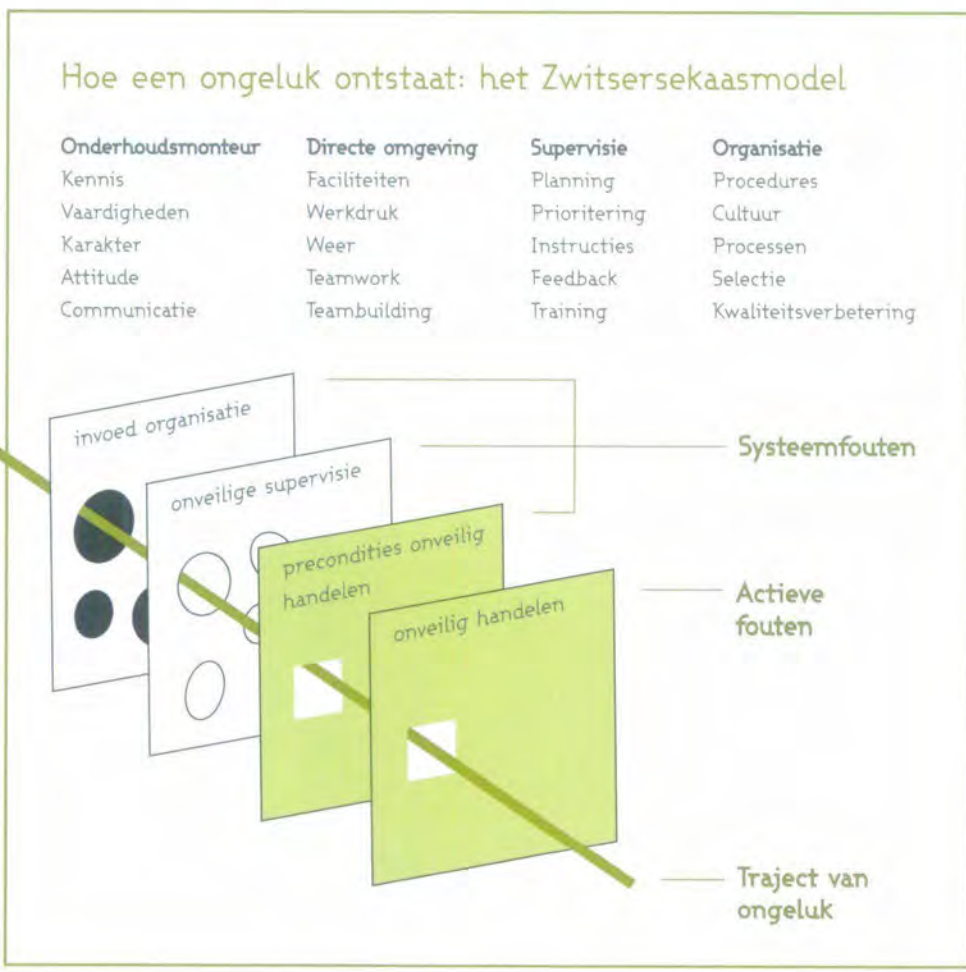 Hoe een ongeluk ontstaat: het Zwitsersekaasmodel
Onderhoudsmonteur
Kennis
Vaardigheden
Karakter
Attitude
Communicatie
Directe omgeving
Faciliteiten
Werkdruk
Weer
Teamwork
Teambuilding
Supervisie
Planning
Prioritering
Instructies
Feedback
Training
Organisatie
Procedures
Cultuur
Processen
Selectie
Kwaliteitsverbetering
invoed organisatie
onveilige supervisie
precondities onveilig
handelen
onveilig handelen
Systeemfouten
Actieve
fouten
Traject van
ongeluk